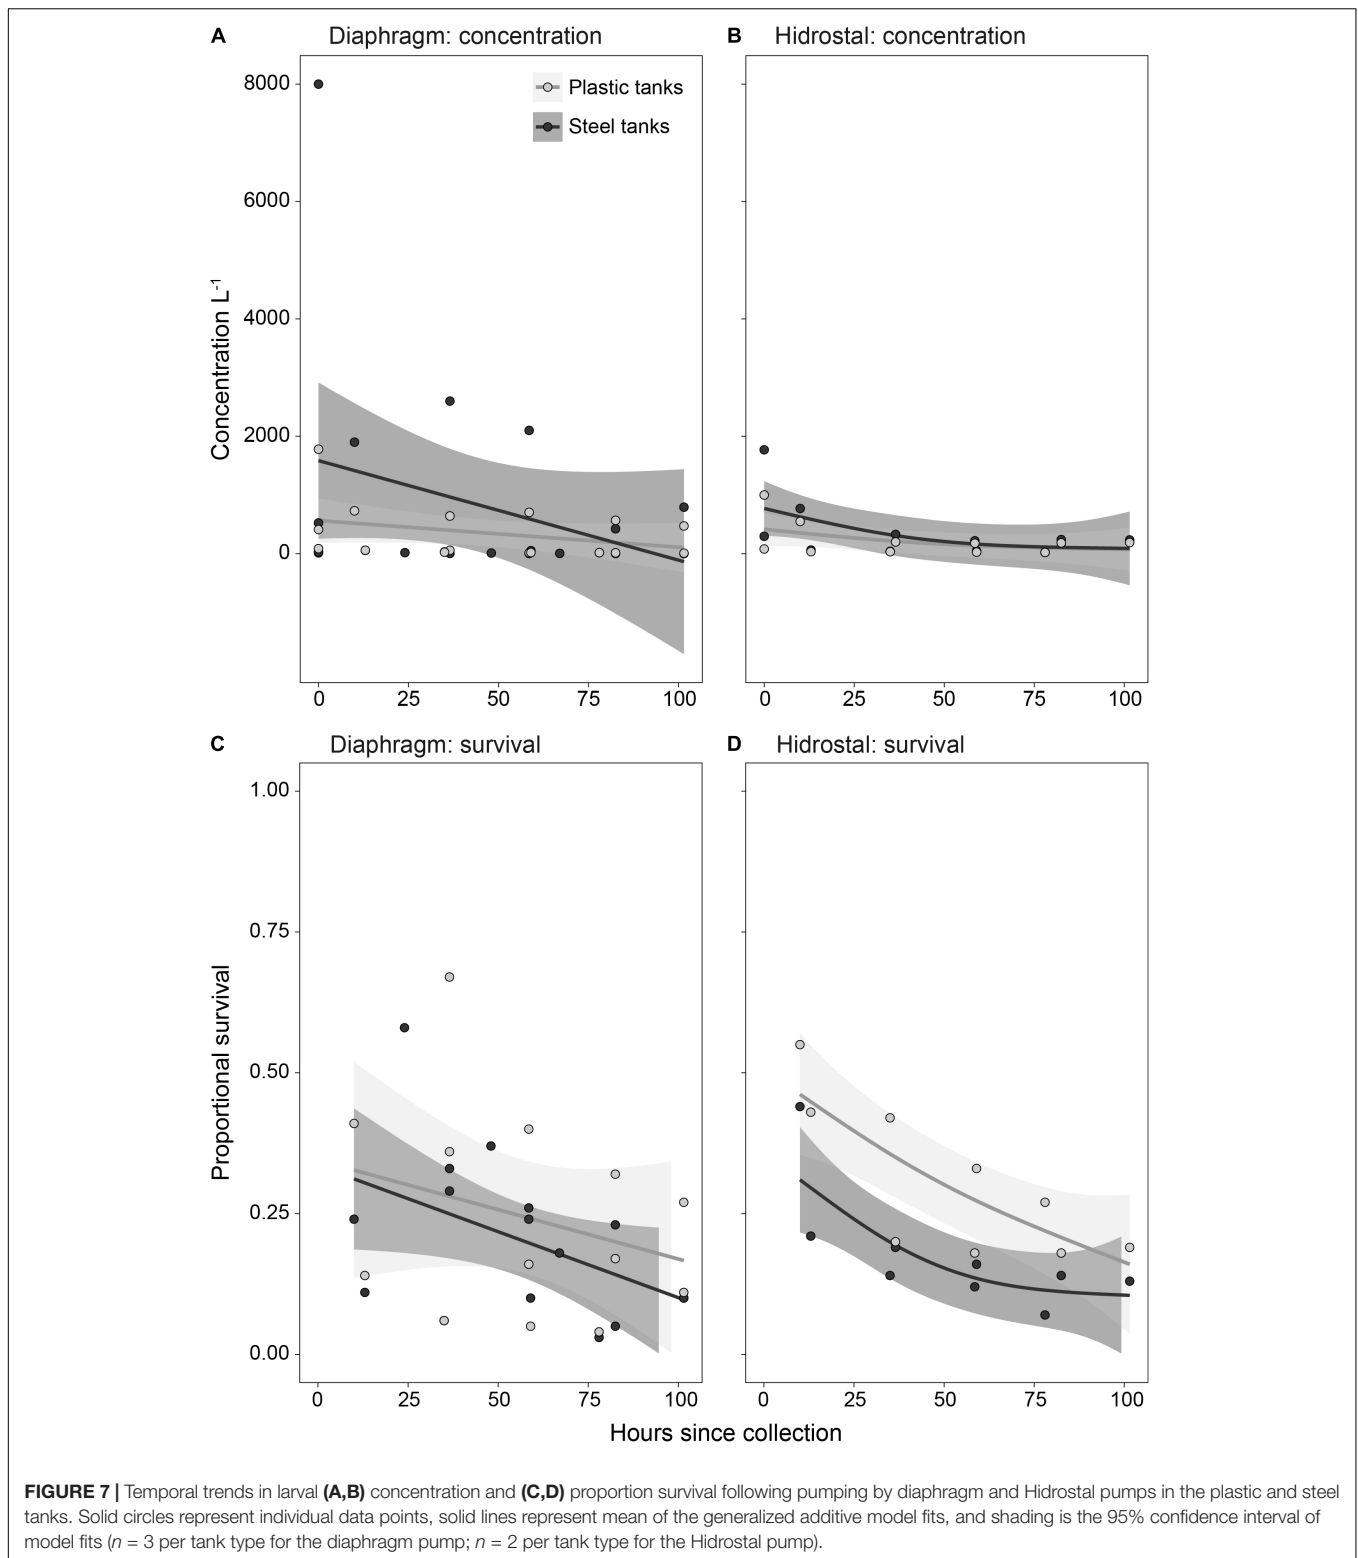 A Diaphragm: concentration
B Hidrostal: concentration
Plastic tanks
Steel tanks
8000
6000
4000
2000
0
Concentration L-1
0 25 50 75 100
0 25 50 75 100
C Diaphragm: survival
D Hidrostal: survival
1.00
0.75
0.50
0.25
0.00
Proportional survival
0 25 50 75 100
0 25 50 75 100
Hours since collection
FIGURE 7 | Temporal trends in larval (A,B) concentration and (C,D) proportion survival following pumping by diaphragm and Hidrostal pumps in the plastic and steel
tanks. Solid circles represent individual data points, solid lines represent mean of the generalized additive model fits, and shading is the 95% confidence interval of
model fits (n = 3 per tank type for the diaphragm pump; n = 2 per tank type for the Hidrostal pump).